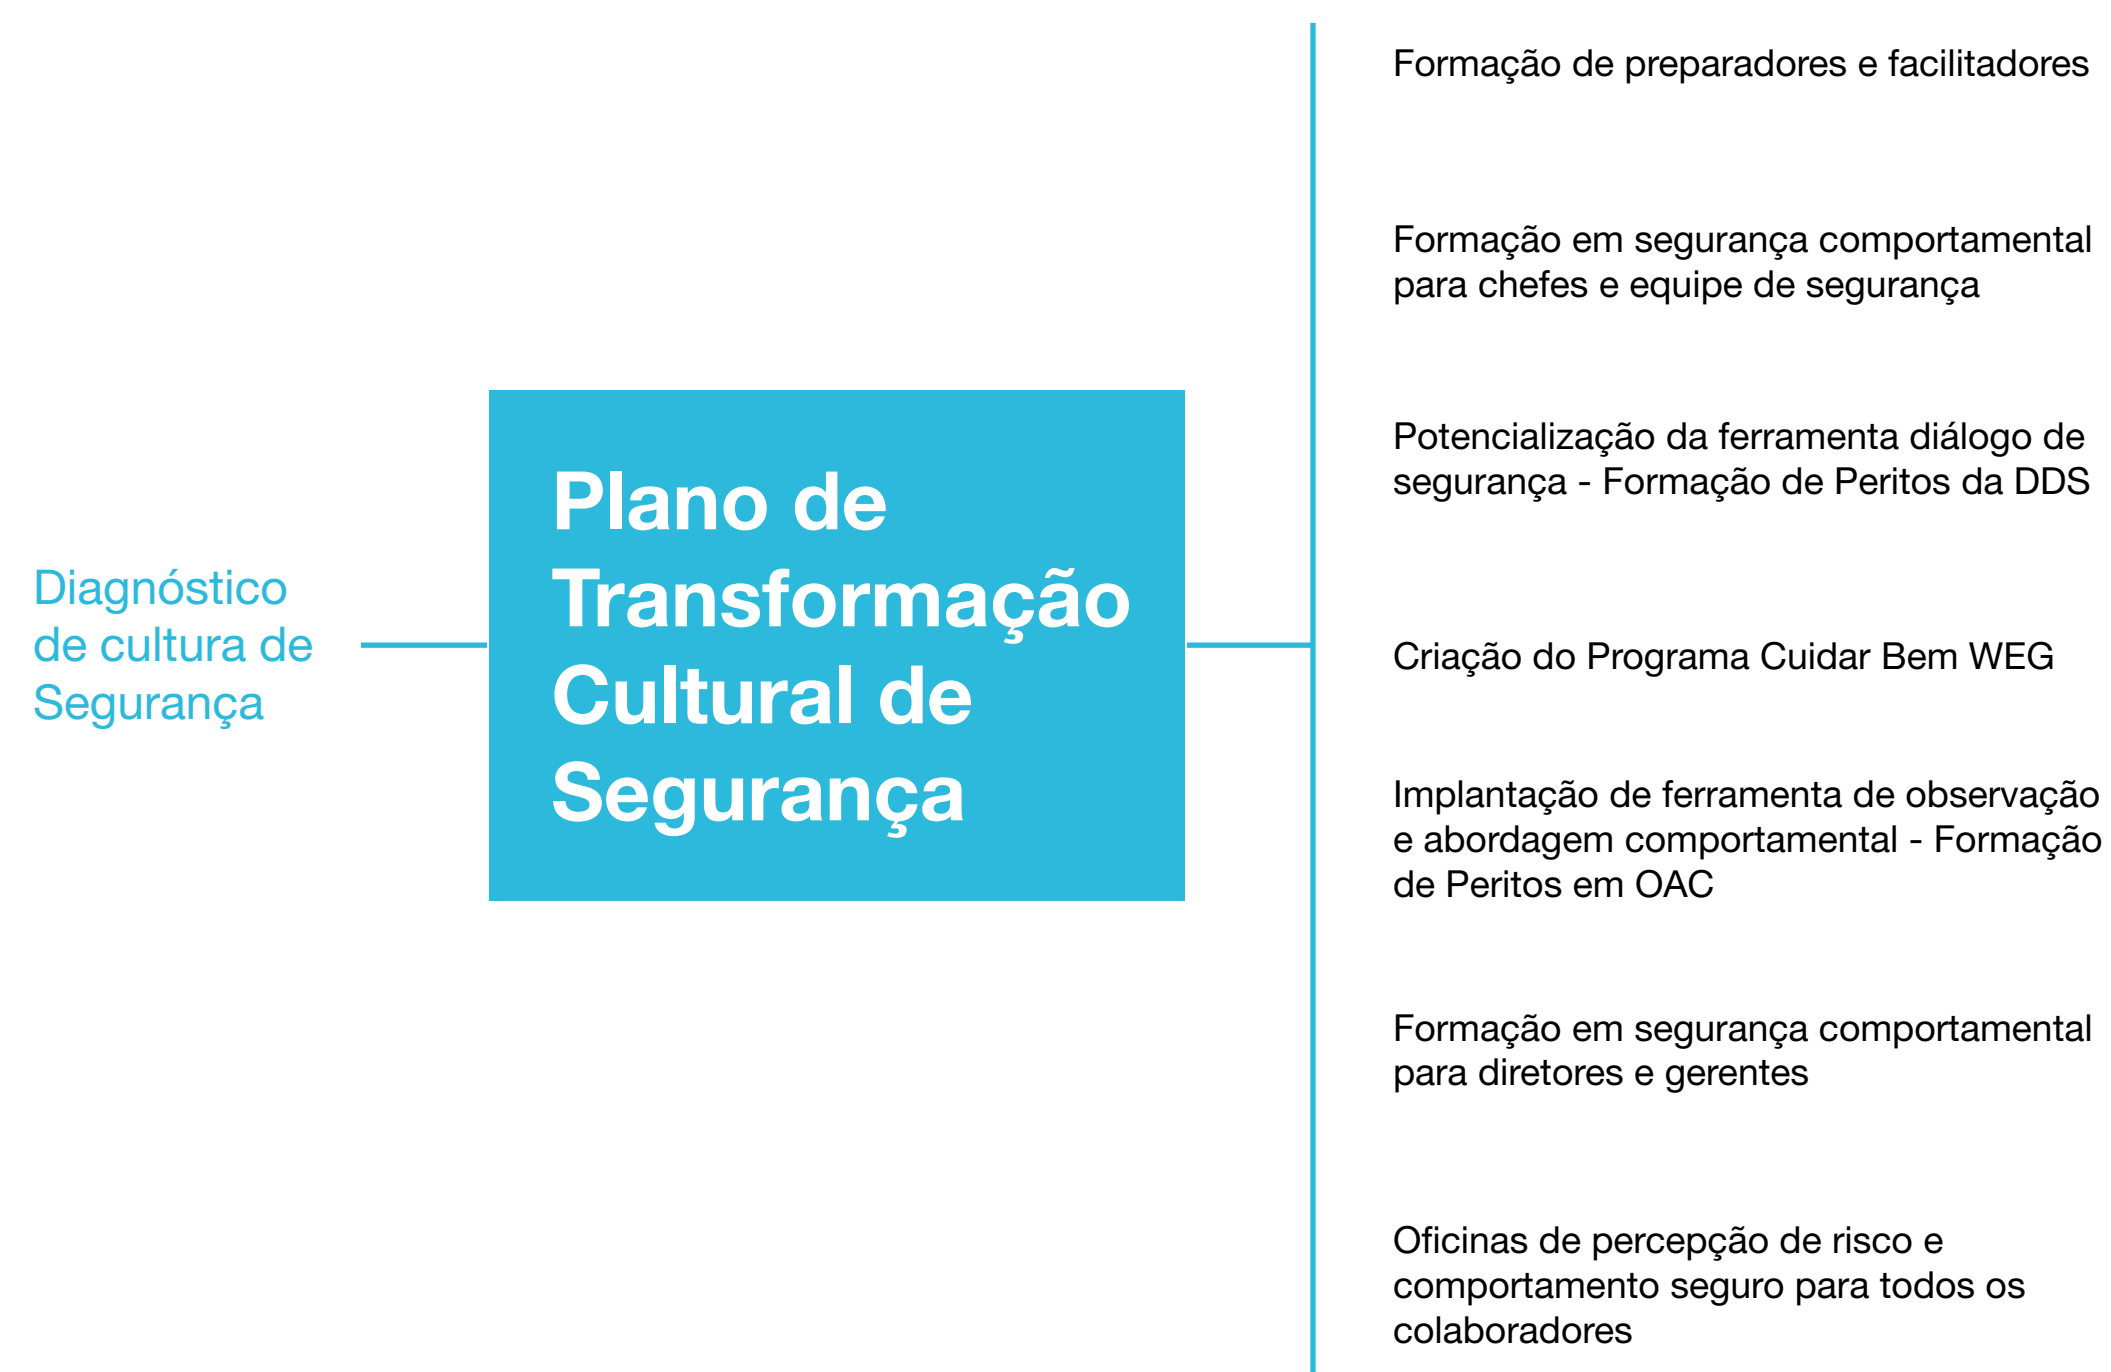 Diagnóstico
de cultura de
Segurança
Plano de
Transformação
Cultural de
Segurança
Formação de preparadores e facilitadores
Formação em segurança comportamental
para chefes e equipe de segurança
Potencialização da ferramenta diálogo de
segurança - Formação de Peritos da DDS
Criação do Programa Cuidar Bem WEG
Implantação de ferramenta de observação
e abordagem comportamental - Formação
de Peritos em OAC
Formação em segurança comportamental
para diretores e gerentes
Oficinas de percepção de risco e
comportamento seguro para todos os
colaboradores